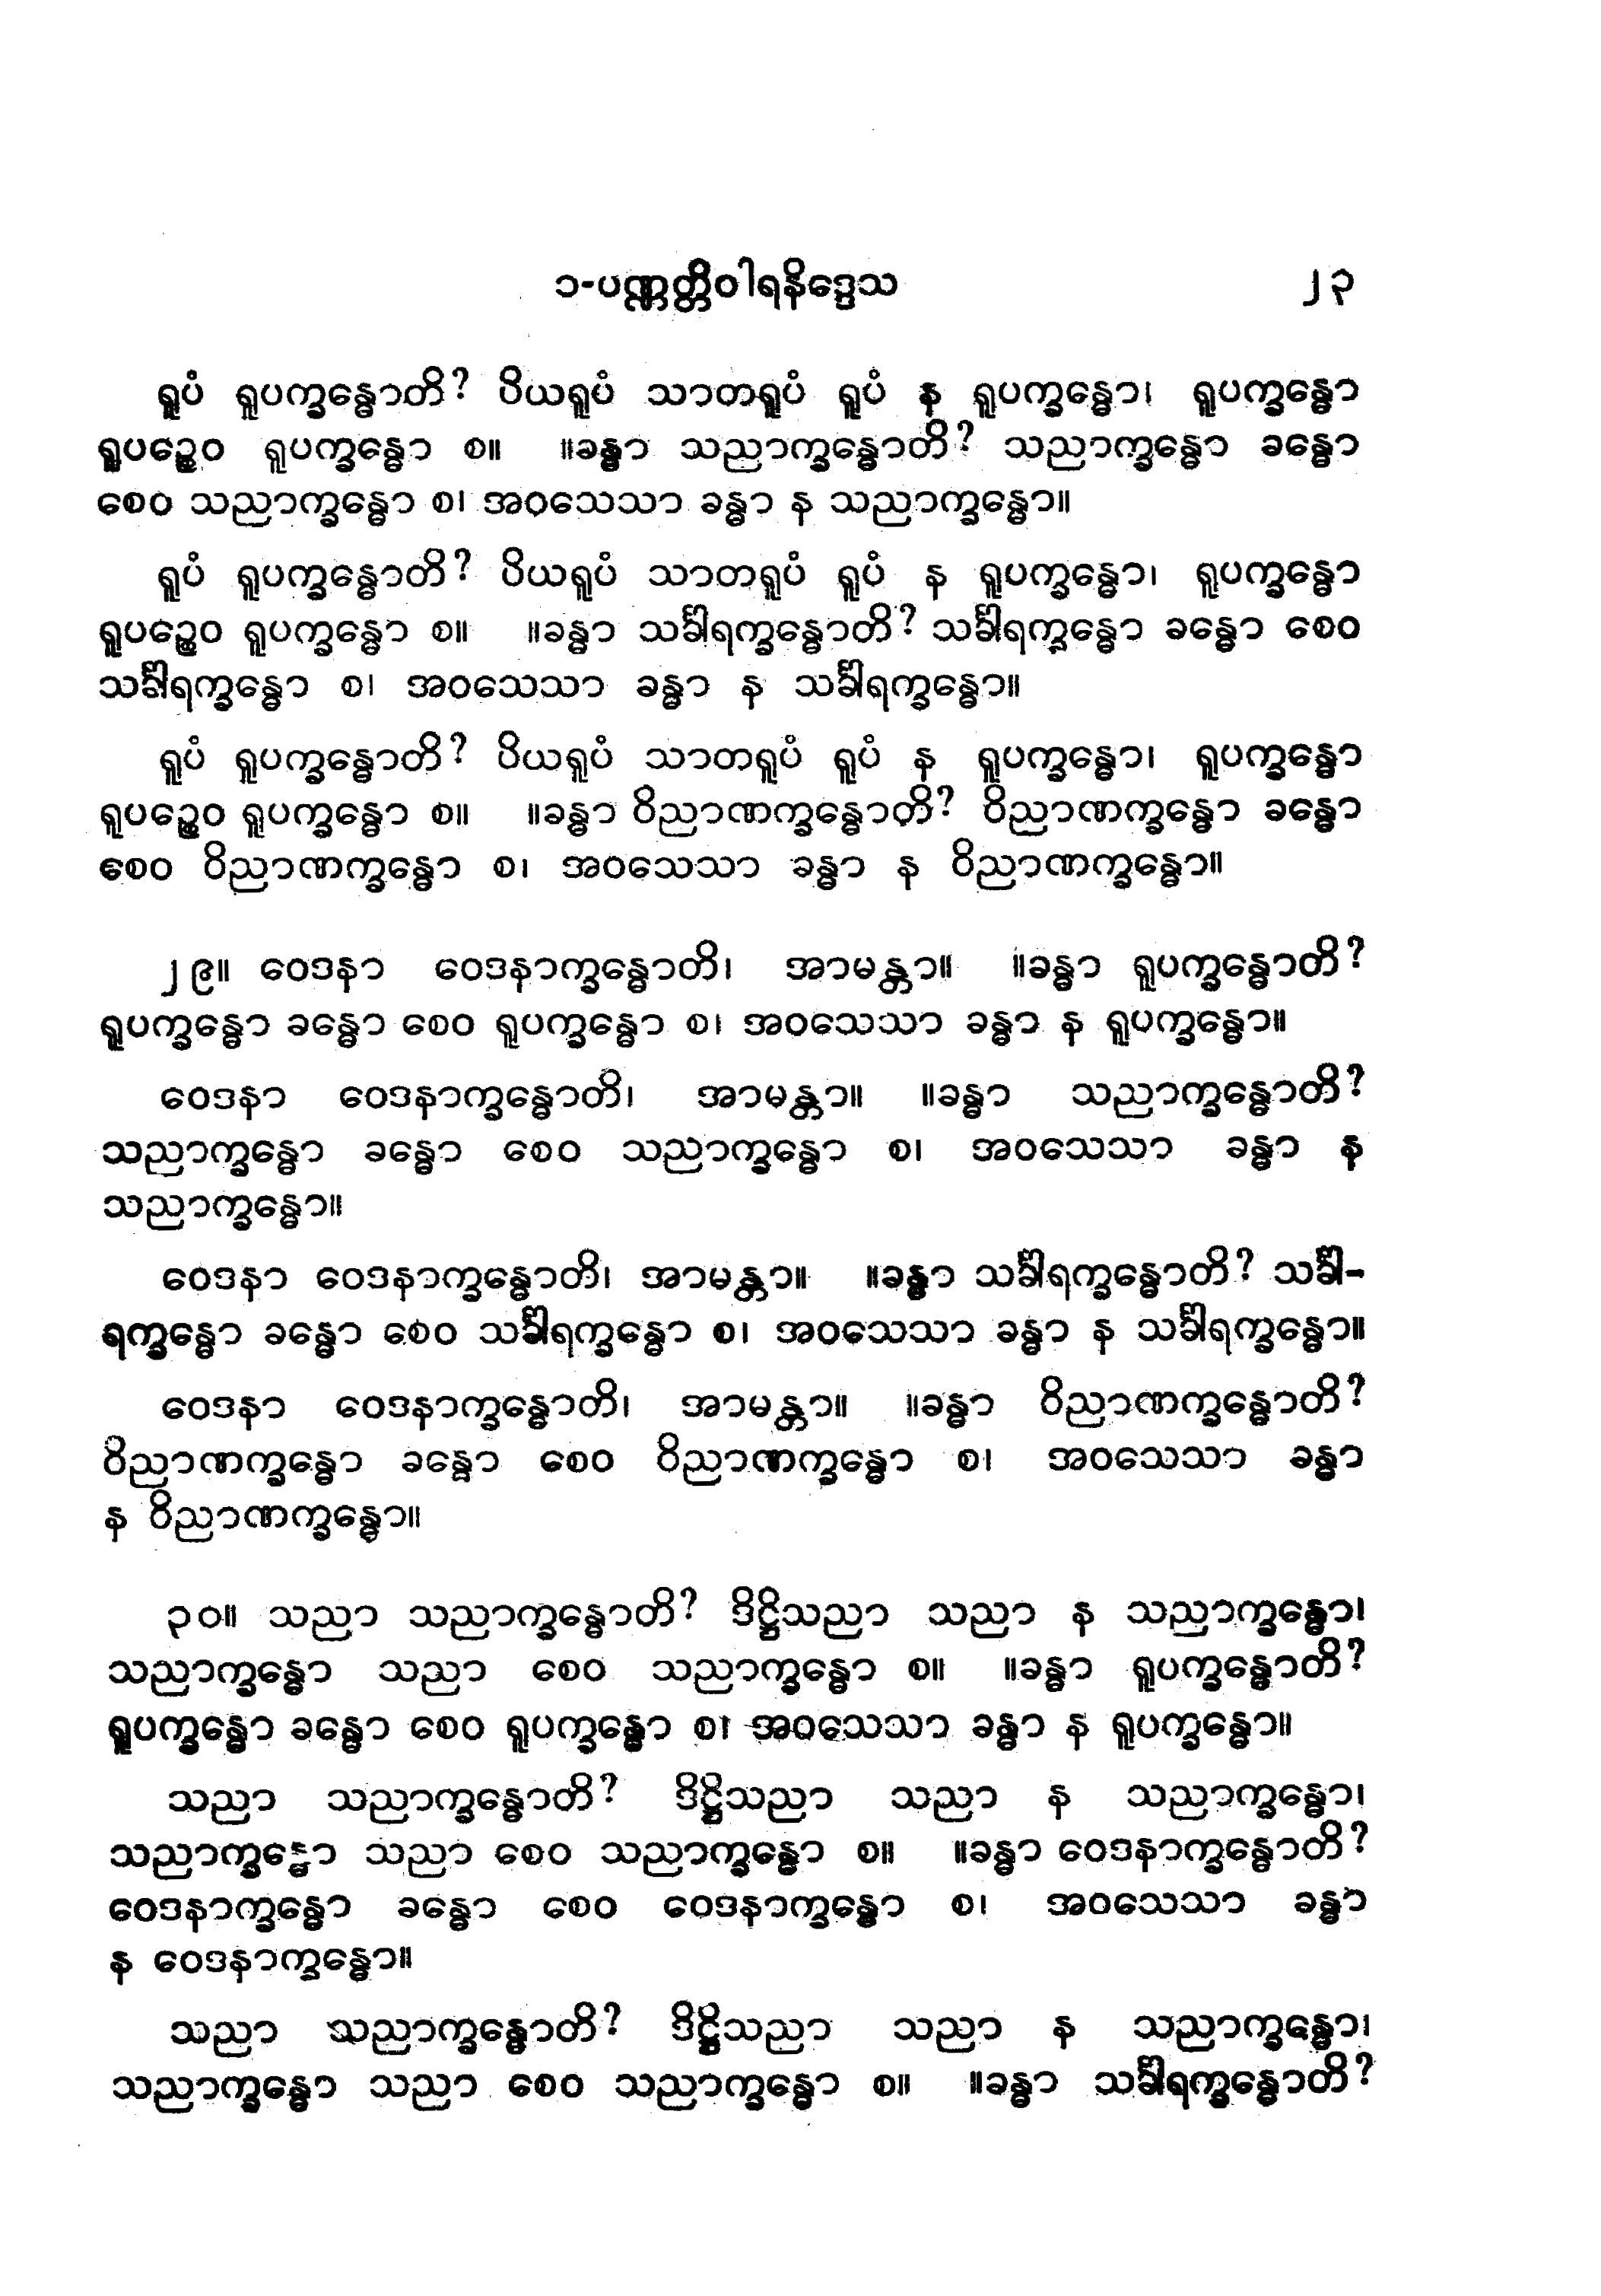 ၁-ပဏ္ဏတ္တိဝါရနိဒ္ဒေသ ၂၃
ရူပံ ရူပက္ခန္ဓောတိ? ပိယရူပံ သာတရူပံ ရူပံ န ရူပက္ခန္ဓော၊ ရူပက္ခန္ဓော
ရူပဉ္စေဝ ရူပက္ခန္ဓော စ။ ။ခန္ဓာ သညာက္ခန္ဓောတိ? သညာက္ခန္ဓော ခန္ဓော
စေဝ သညာက္ခန္ဓော စ၊ အဝသေသာ ခန္ဓာ န သညာက္ခန္ဓော။
ရူပံ ရူပက္ခန္ဓောတိ? ပိယရူပံ သာတရူပံ ရူပံ န ရူပက္ခန္ဓော၊ ရူပက္ခန္ဓော
ရူပဉ္စေဝ ရူပက္ခန္ဓော စ။ ။ခန္ဓာ သင်္ခါရက္ခန္ဓောတိ? သင်္ခါရက္ခန္ဓော ခန္ဓော စေဝ
သင်္ခါရက္ခန္ဓော စ၊ အဝသေသာ ခန္ဓာ န သင်္ခါရက္ခန္ဓော။
ရူပံ ရူပက္ခန္ဓောတိ? ပိယရူပံ သာတရူပံ ရူပံ န ရူပက္ခန္ဓော၊ ရူပက္ခန္ဓော
ရူပဉ္စေဝ ရူပက္ခန္ဓော စ။ ။ခန္ဓာ ဝိညာဏက္ခန္ဓောတိ? ဝိညာဏက္ခန္ဓော ခန္ဓော
စေဝ ဝိညာဏက္ခန္ဓော စ၊ အဝသေသာ ခန္ဓာ န ဝိညာဏက္ခန္ဓော။
၂၉။ ဝေဒနာ ဝေဒနာက္ခန္ဓောတိ၊ အာမန္တာ။ ။ခန္ဓာ ရူပက္ခန္ဓောတိ?
ရူပက္ခန္ဓော ခန္ဓော စေဝ ရူပက္ခန္ဓော စ၊ အဝသေသာ ခန္ဓာ န ရူပက္ခန္ဓော။
ဝေဒနာ ဝေဒနာက္ခန္ဓောတိ၊ အာမန္တာ။ ။ခန္ဓာ သညာက္ခန္ဓောတိ?
သညာက္ခန္ဓော ခန္ဓော စေဝ သညာက္ခန္ဓော စ၊ အဝသေသာ ခန္ဓာ န
သညာက္ခန္ဓော။
ဝေဒနာ ဝေဒနာက္ခန္ဓောတိ၊ အာမန္တာ။ ။ခန္ဓာ သင်္ခါရက္ခန္ဓောတိ? သင်္ခါ-
ရက္ခန္ဓော ခန္ဓော စေဝ သင်္ခါရက္ခန္ဓော စ၊ အဝသေသာ ခန္ဓာ န သင်္ခါရက္ခန္ဓော။
ဝေဒနာ ဝေဒနာက္ခန္ဓောတိ၊ အာမန္တာ။ ။ခန္ဓာ ဝိညာဏက္ခန္ဓောတိ?
ဝိညာဏက္ခန္ဓော ခန္ဓော စေဝ ဝိညာဏက္ခန္ဓော စ၊ အဝသေသာ ခန္ဓာ
န ဝိညာဏက္ခန္ဓော။
၃၀။ သညာ သညာက္ခန္ဓောတိ? ဒိဋ္ဌိသညာ သညာ န သညာက္ခန္ဓော၊
သညာက္ခန္ဓော သညာ စေဝ သညာက္ခန္ဓော စ။ ။ခန္ဓာ ရူပက္ခန္ဓောတိ?
ရူပက္ခန္ဓော ခန္ဓော စေဝ ရူပက္ခန္ဓော စ၊ အဝသေသာ ခန္ဓာ န ရူပက္ခန္ဓော။
သညာ သညာက္ခန္ဓောတိ? ဒိဋ္ဌိသညာ သညာ န သညာက္ခန္ဓော၊
သညာက္ခန္ဓော သညာ စေဝ သညာက္ခန္ဓော စ။ ။ခန္ဓာ ဝေဒနာက္ခန္ဓောတိ?
ဝေဒနာက္ခန္ဓော ခန္ဓော စေဝ ဝေဒနာက္ခန္ဓော စ၊ အဝသေသာ ခန္ဓာ
န ဝေဒနာက္ခန္ဓော။
သညာ သညာက္ခန္ဓောတိ? ဒိဋ္ဌိသညာ သညာ န သညာက္ခန္ဓော၊
သညာက္ခန္ဓော သညာ စေဝ သညာက္ခန္ဓော စ။ ။ခန္ဓာ သင်္ခါရက္ခန္ဓောတိ?